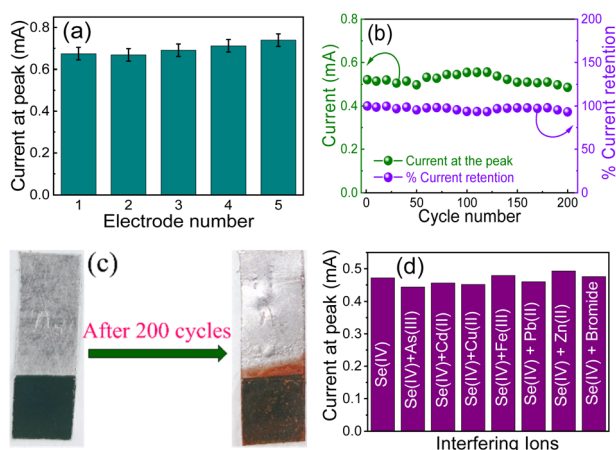 (a)
Current at peak (mA)
0.8
0.6
0.4
0.2
0.0
1 2 3 4 5
Electrode number
(b)
Current (mA)
0.8
0.6
0.4
0.2
0.0
200
150
100
50
0
% Current retention
Current at the peak
% Current retention
0 50 100 150 200
Cycle number
(c)
After 200 cycles
(d)
Current at peak (mA)
0.5
0.4
0.3
0.2
0.1
0.0
Se(IV)
Se(IV)+As(III)
Se(IV)+Cd(II)
Se(IV)+Cu(II)
Se(IV)+Fe(III)
Se(IV) + Pb(II)
Se(IV) + Zn(II)
Se(IV) + Bromide
Interfering Ions